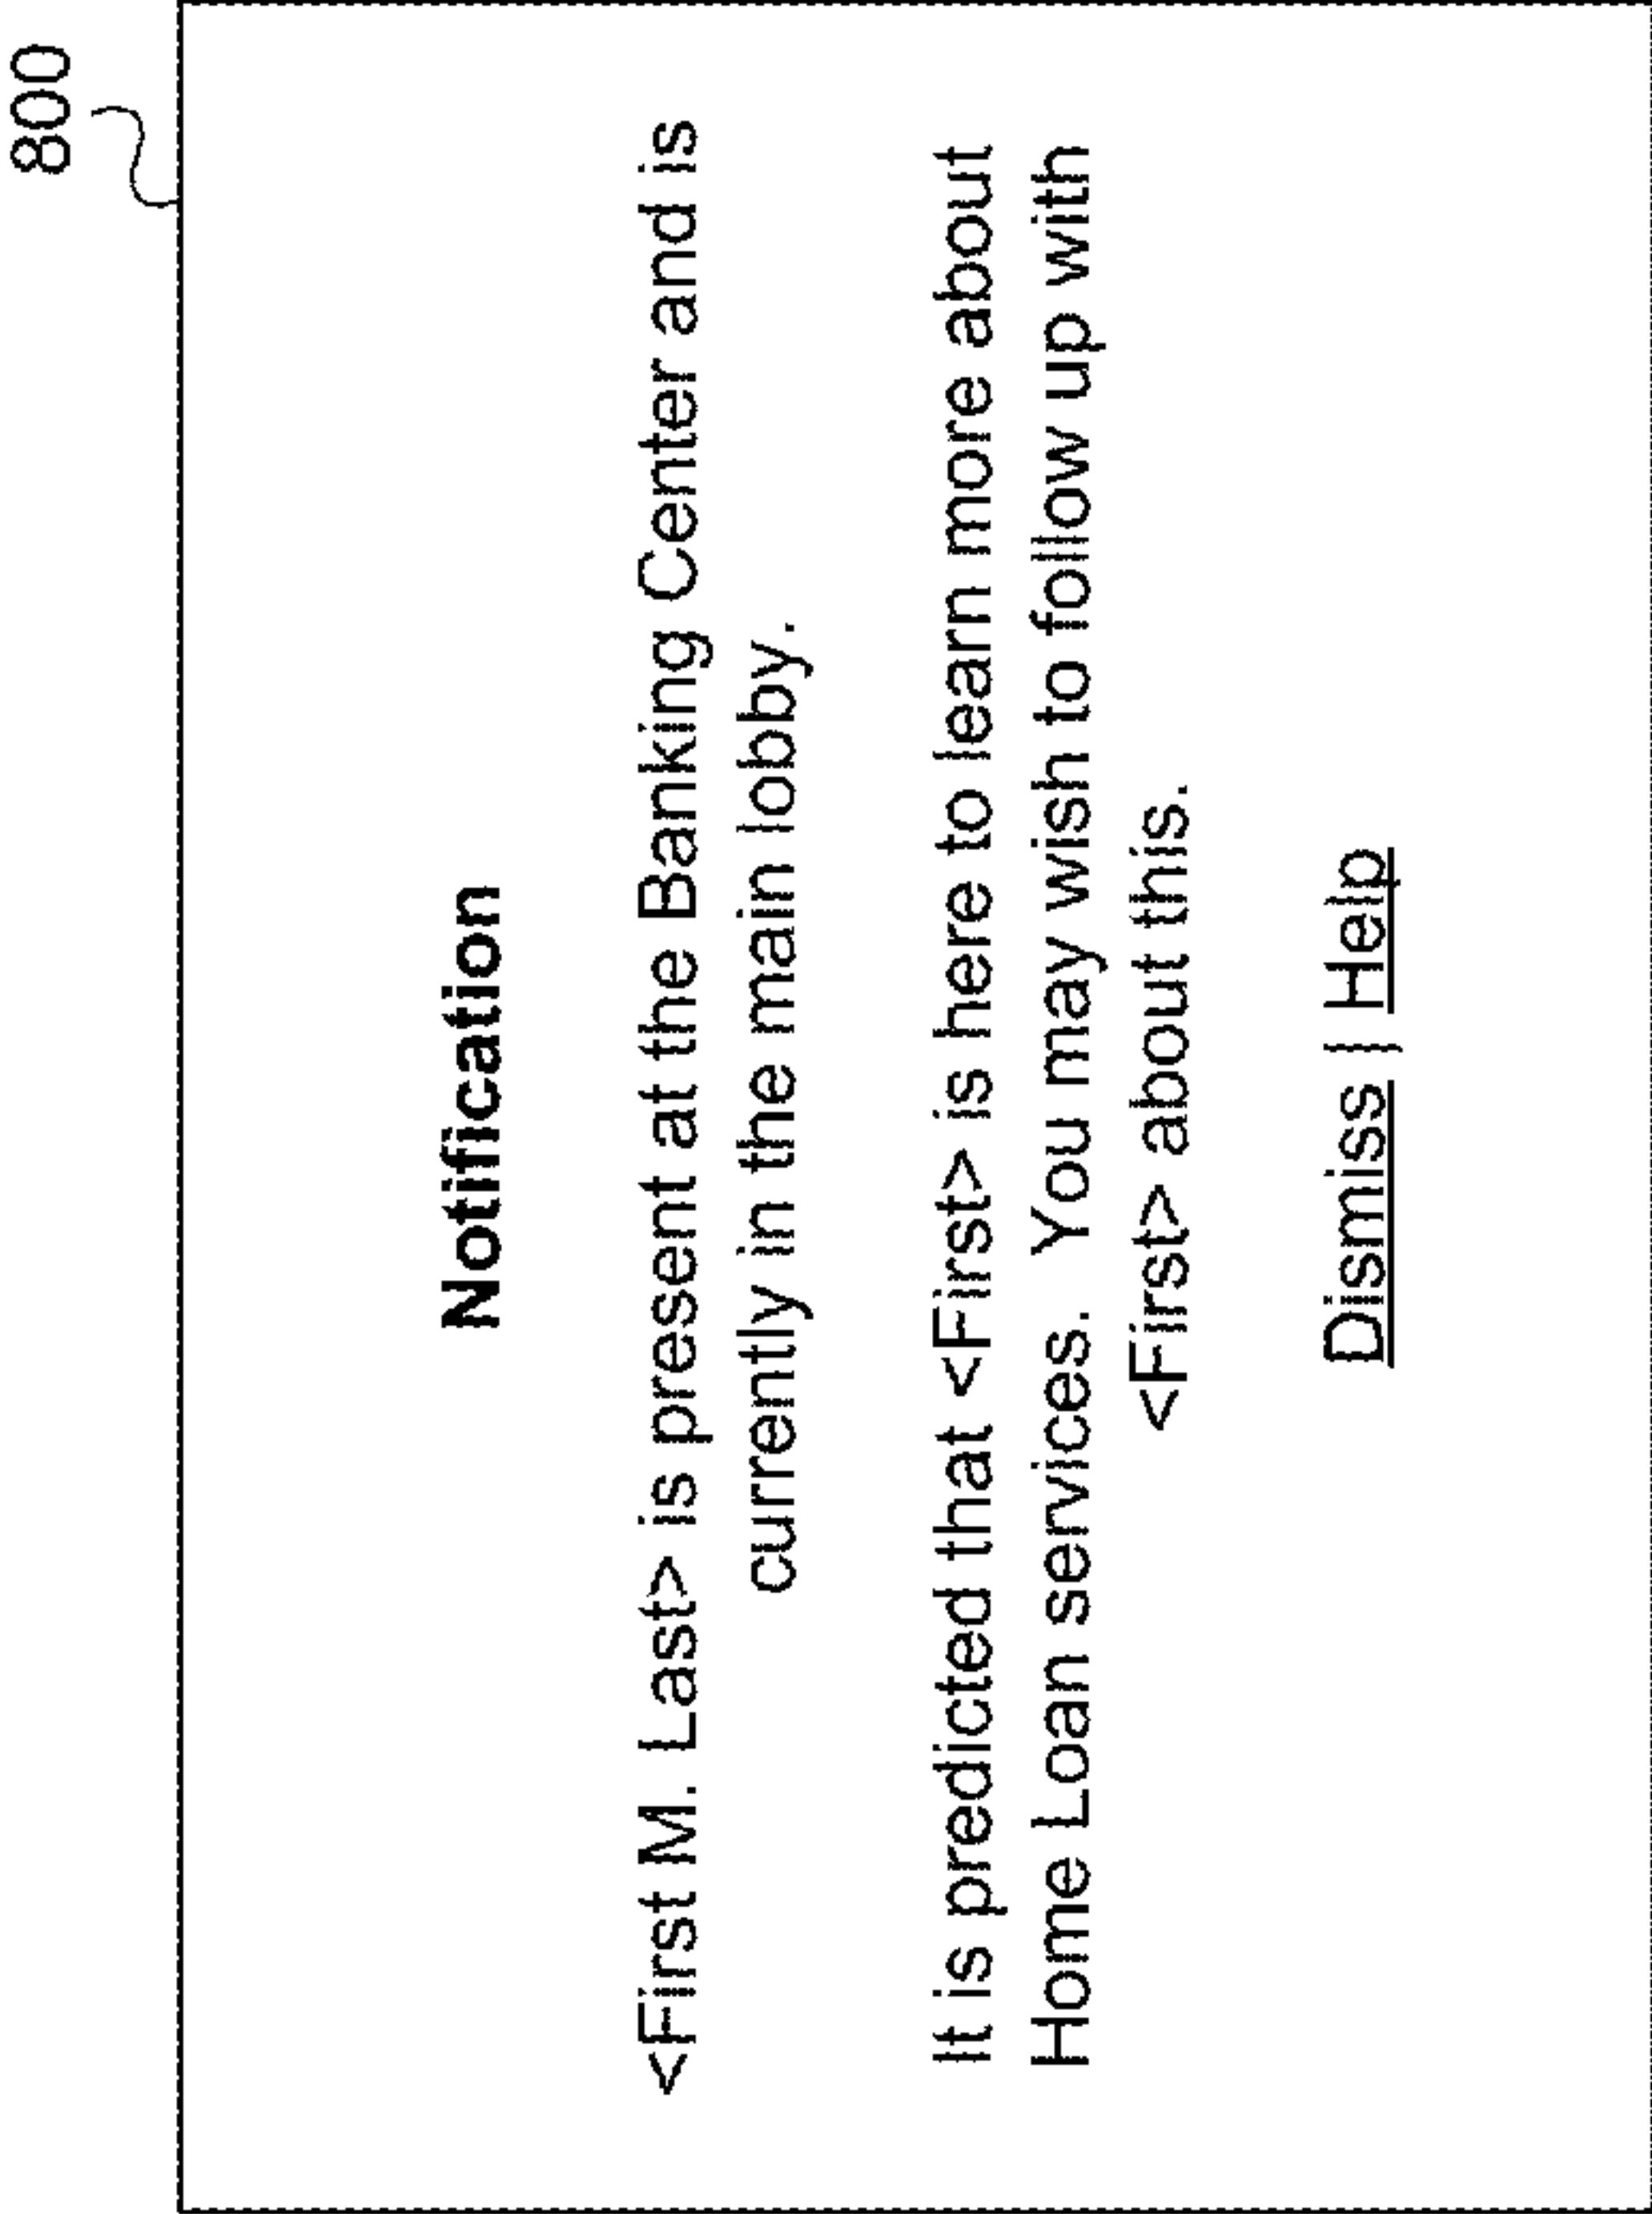 800
Notification
<First M. Last> is present at the Banking Center and is
currently in the main lobby.
It is predicted that <First> is here to learn more about
Home Loan services.  You may wish to follow up with
<First> about this.
Dismiss | Help